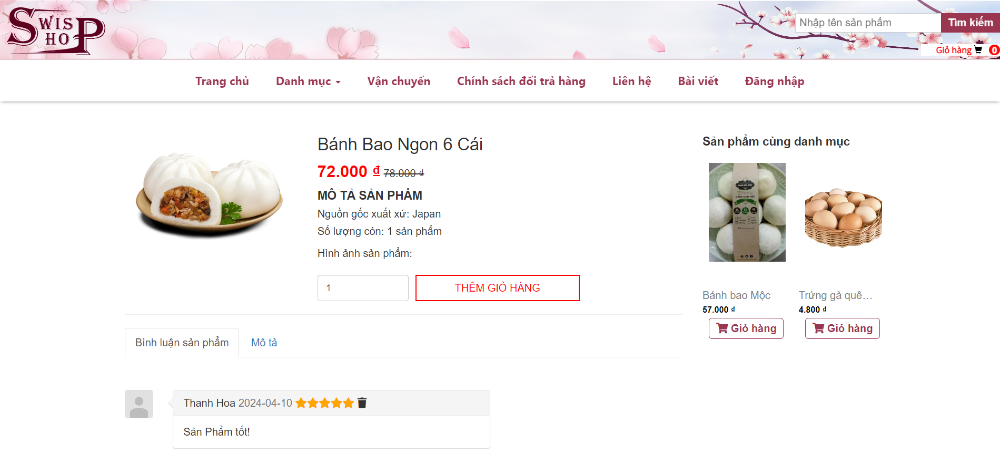 SWIS
HOP
Nhập tên sản phẩm
Tìm kiếm
Giỏ hàng 0
Trang chủ
Danh mục
Vận chuyển
Chính sách đổi trả hàng
Liên hệ
Bài viết
Đăng nhập
Bánh Bao Ngon 6 Cái
72.000 ₫ 78.000 ₫
MÔ TẢ SẢN PHẨM
Nguồn gốc xuất xứ: Japan
Số lượng còn: 1 sản phẩm
Hình ảnh sản phẩm:
1
THÊM GIỎ HÀNG
Bình luận sản phẩm
Mô tả
Thanh Hoa 2024-04-10
Sản Phẩm tốt!
Sản phẩm cùng danh mục
BÁNH BAO MỘC
Bánh bao Mộc
57.000 ₫
Giỏ hàng
Trứng gà quê…
4.800 ₫
Giỏ hàng